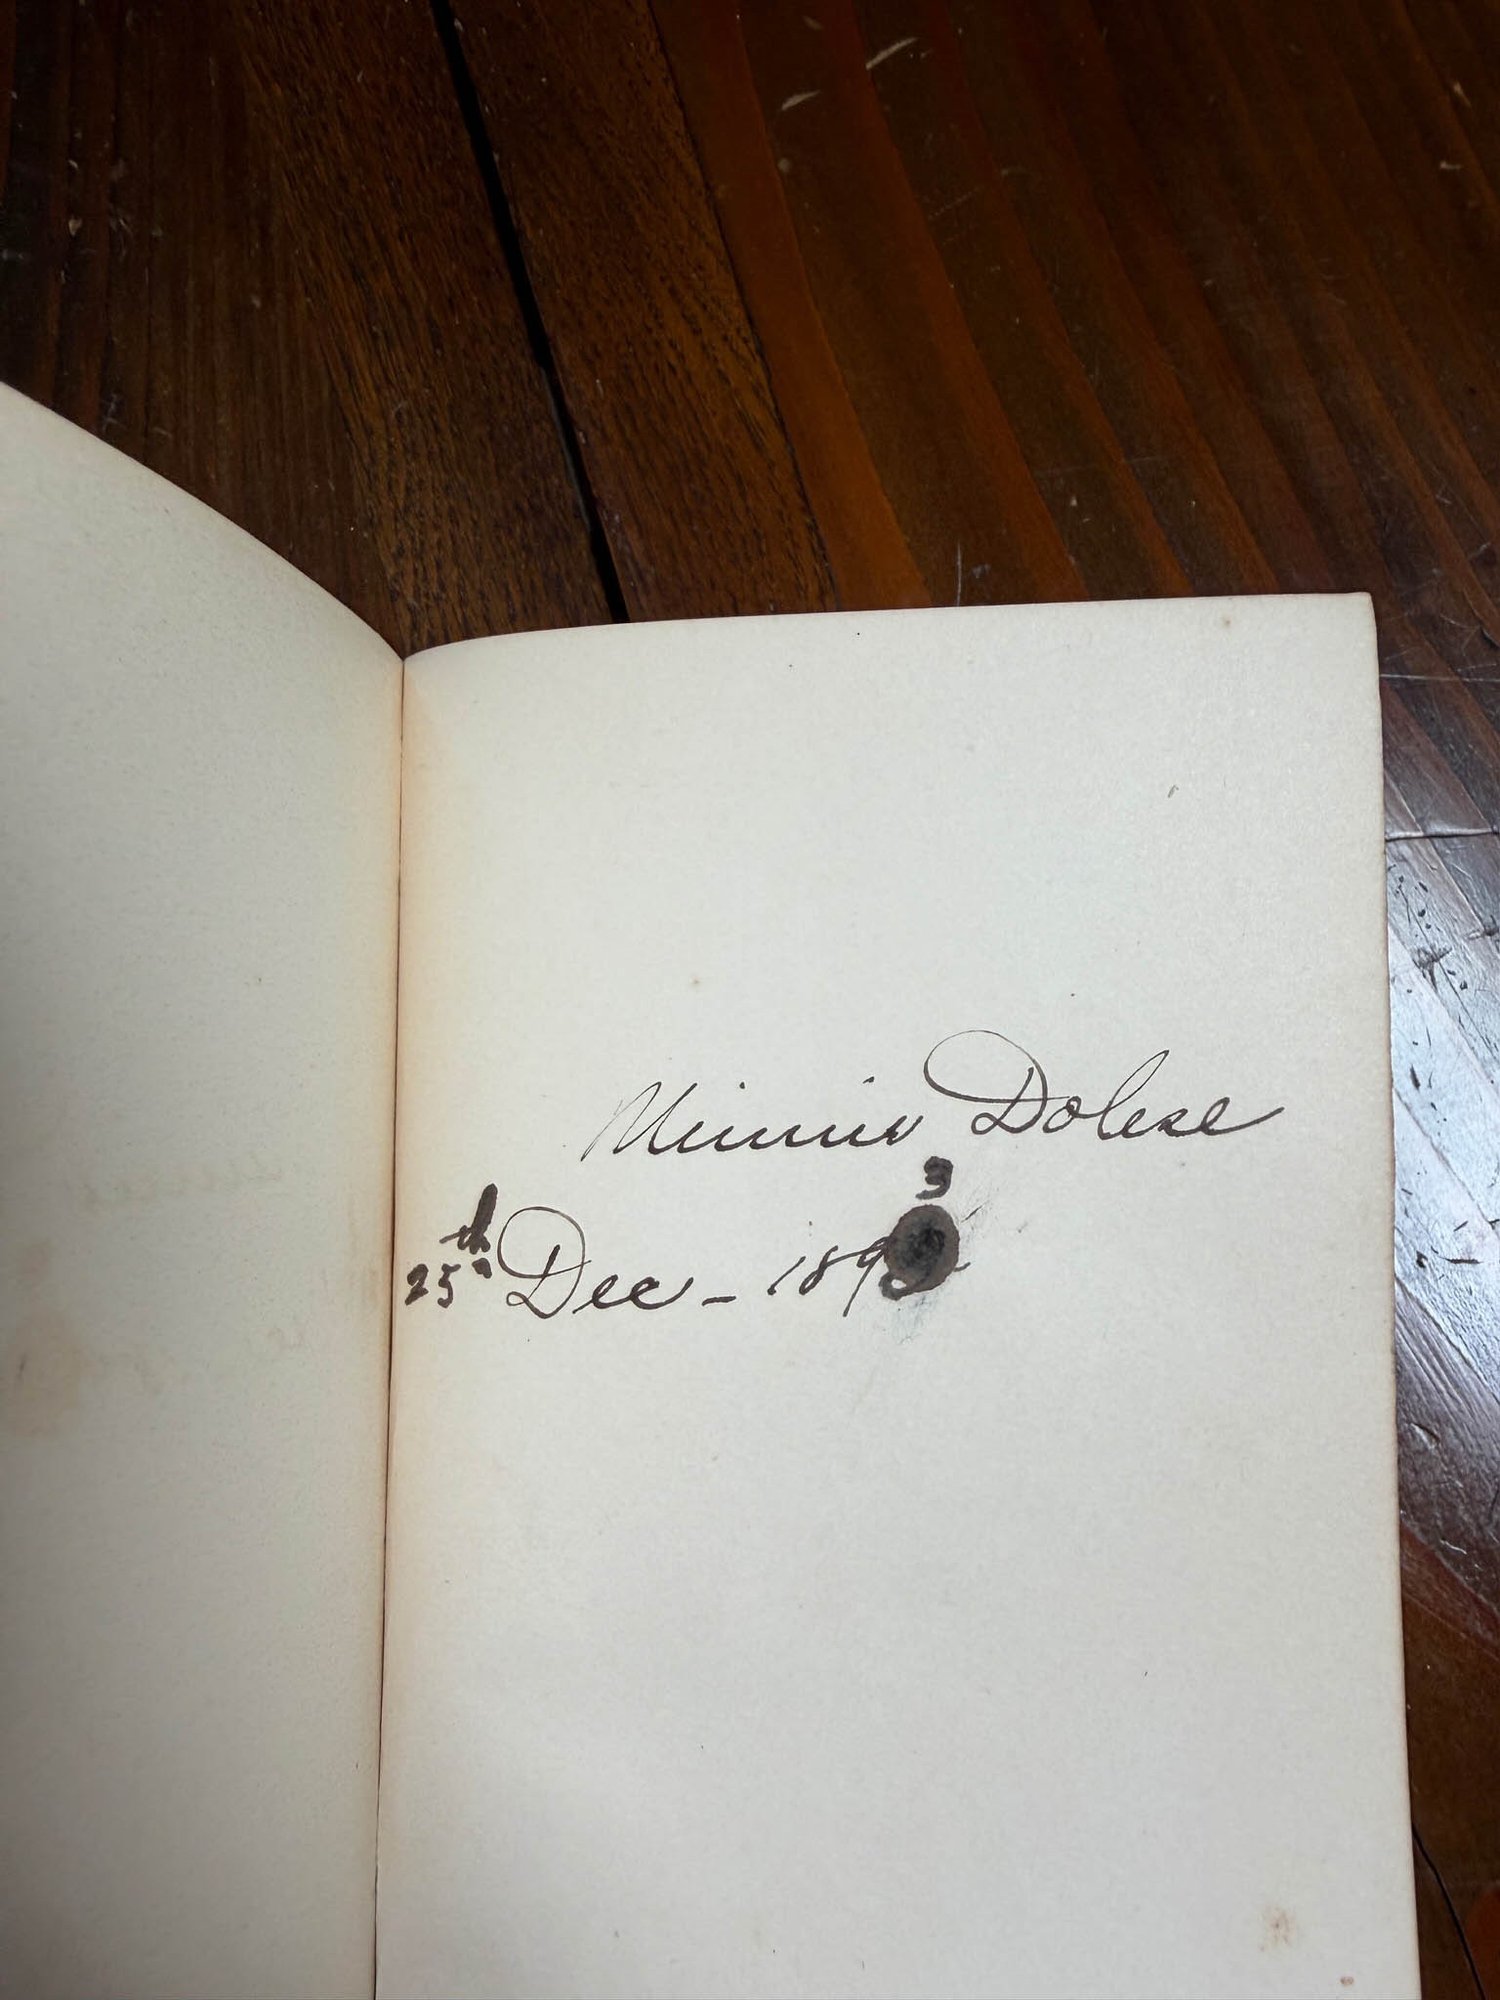 Minnie Dolese
25th Dec - 1893